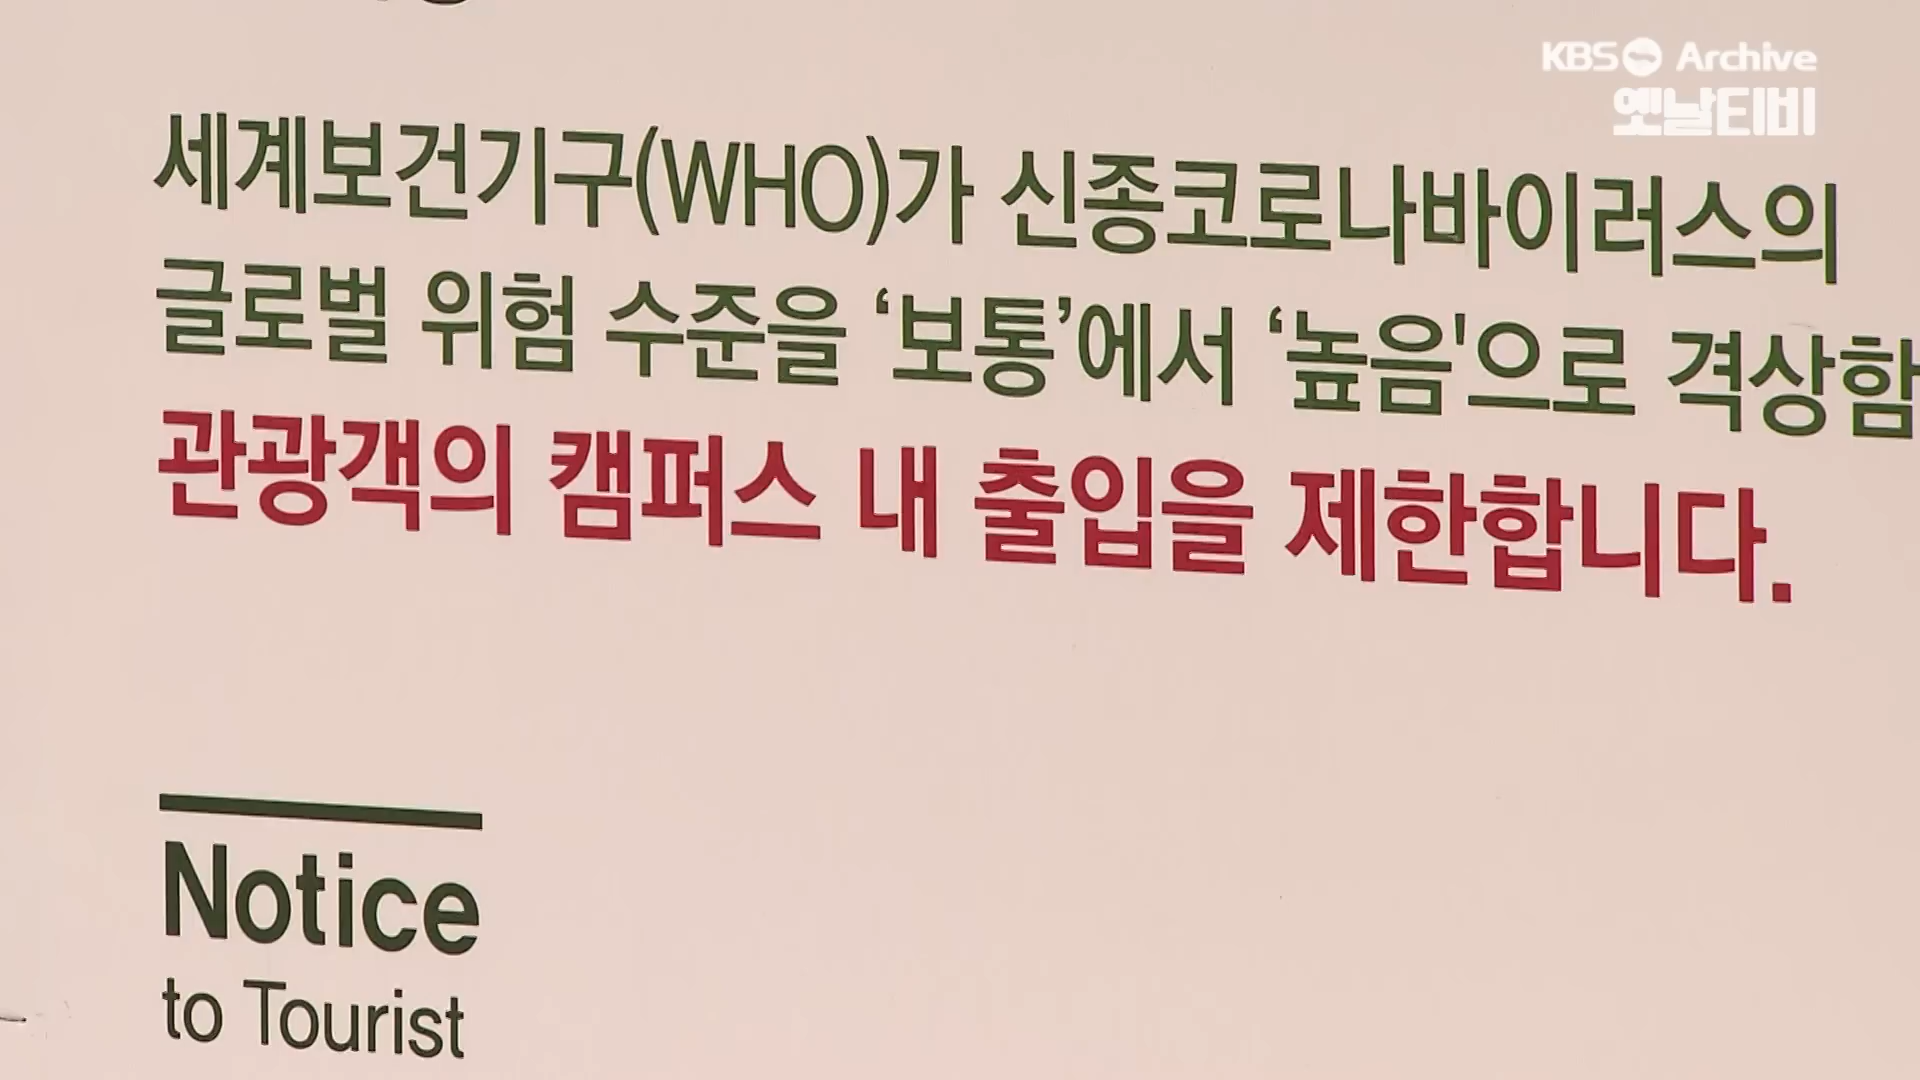 KBS Archive
옛날티비
세계보건기구(WHO)가 신종코로나바이러스의
글로벌 위험 수준을 ‘보통’에서 ‘높음'으로 격상함
관광객의 캠퍼스 내 출입을 제한합니다.
Notice
to Tourist